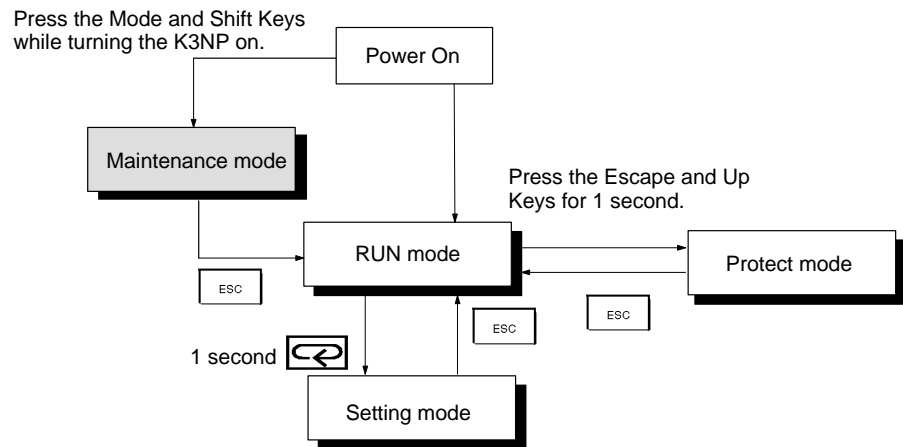 Press the Mode and Shift Keys
while turning the K3NP on.
Power On
Maintenance mode
Press the Escape and Up
Keys for 1 second.
RUN mode
Protect mode
ESC
ESC
ESC
1 second
Setting mode